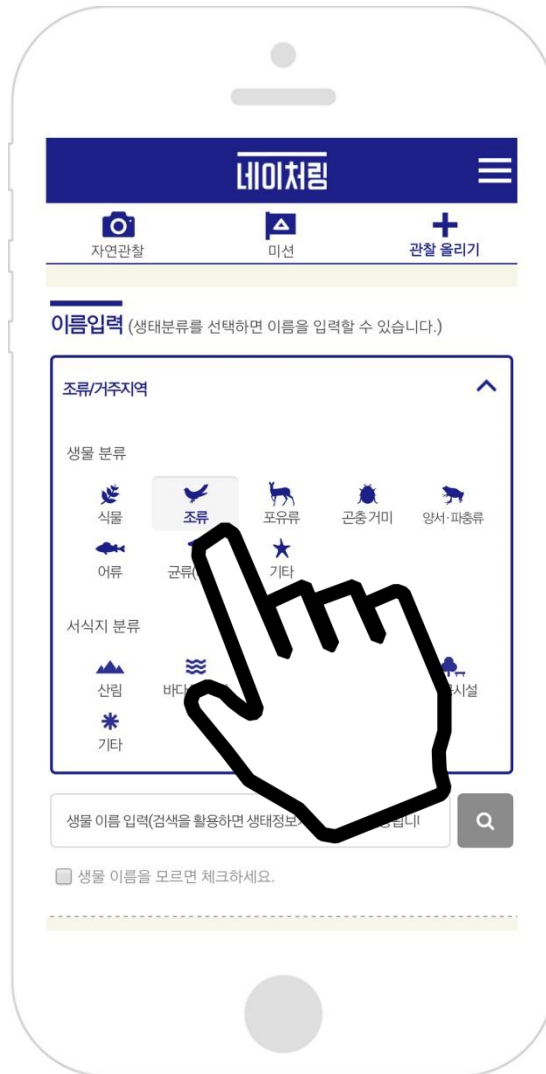 네이처링
자연관찰 미션 관찰 올리기
이름입력 (생태분류를 선택하면 이름을 입력할 수 있습니다.)
조류/거주지역
생물 분류
식물 조류 포유류 곤충 거미 양서·파충류
어류 균류( 기타
서식지 분류
산림 바다
기타
생물 이름 입력(검색을 활용하면 생태정보
생물 이름을 모르면 체크하세요.